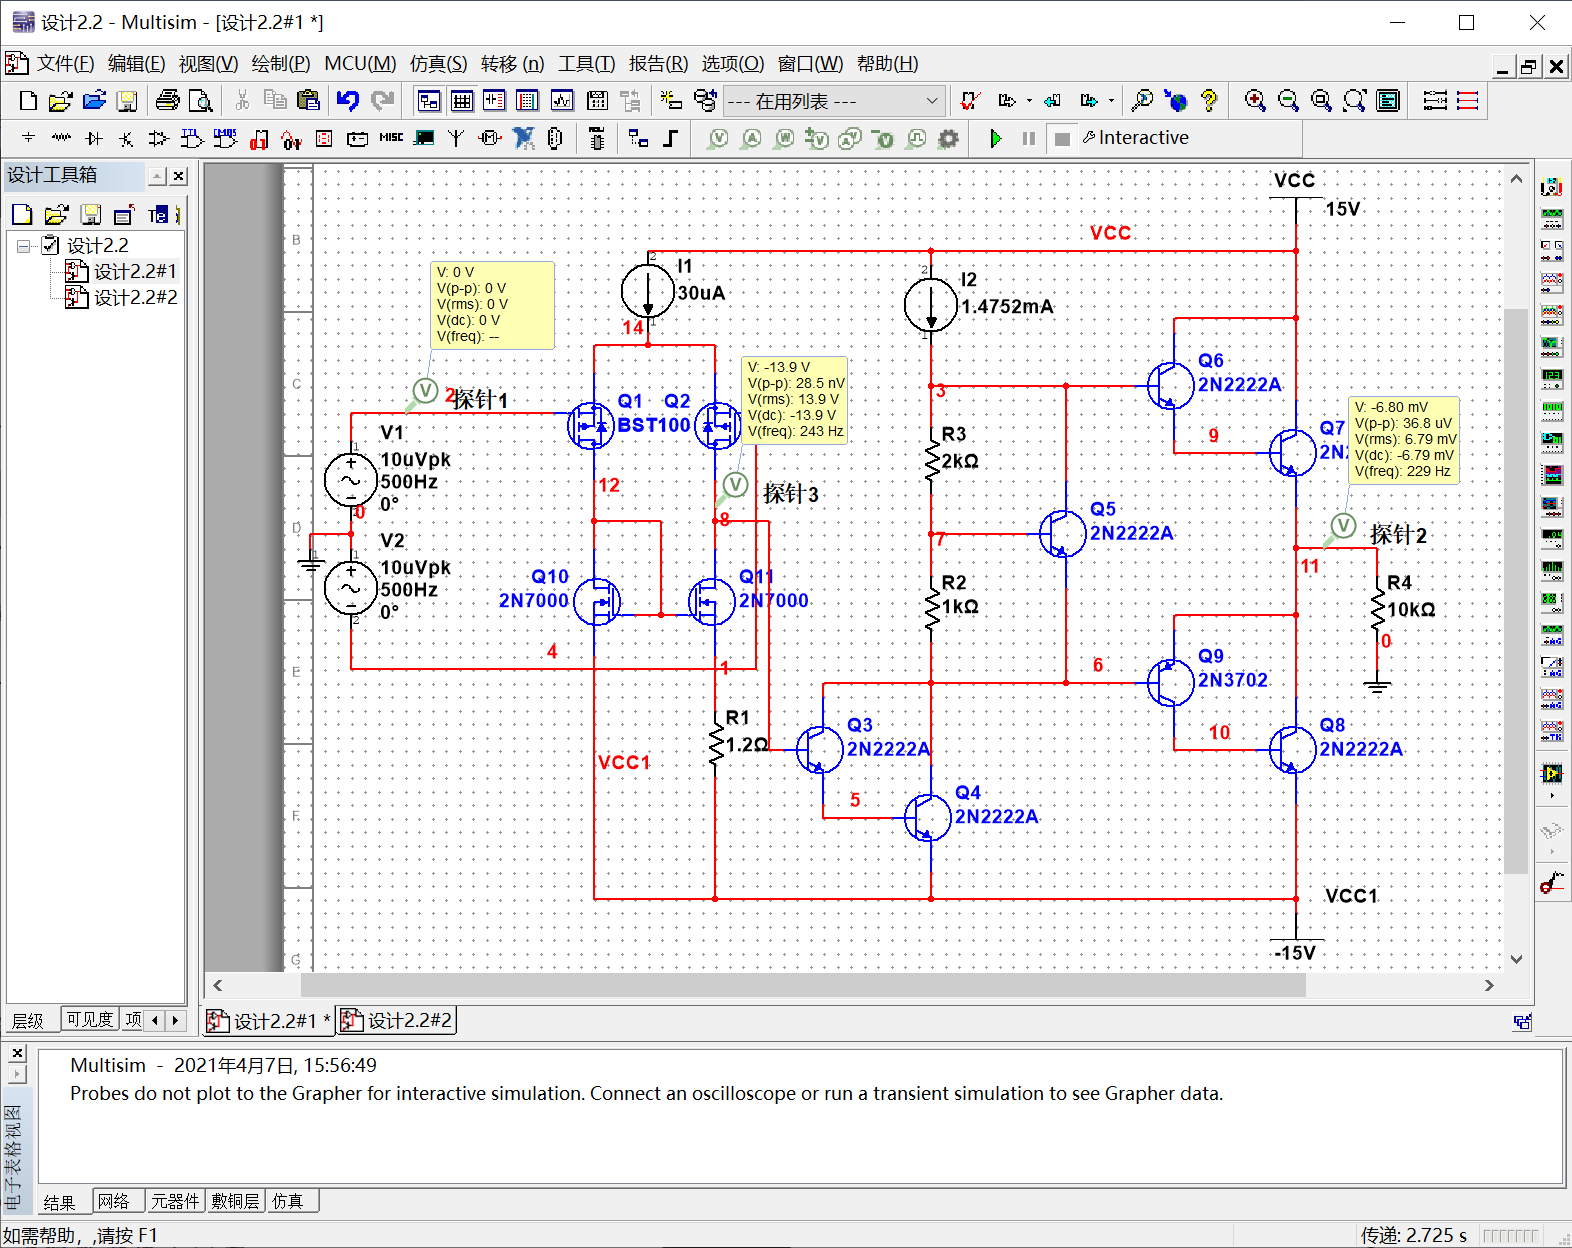 设计2.2 - Multisim - [设计2.2#1 *]
文件(F) 编辑(E) 视图(V) 绘制(P) MCU(M) 仿真(S) 转移 (n) 工具(T) 报告(R) 选项(O) 窗口(W) 帮助(H)
--- 在用列表 ---
MISC
Interactive
设计工具箱
设计2.2
设计2.2#1
设计2.2#2
层级
可见度
项
B
C
D
E
F
G
VCC
15V
VCC
I1
30uA
2
1
14
I2
1.4752mA
2
1
V: 0 V
V(p-p): 0 V
V(rms): 0 V
V(dc): 0 V
V(freq): --
V
2
探针1
V: -13.9 V
V(p-p): 28.5 nV
V(rms): 13.9 V
V(dc): -13.9 V
V(freq): 243 Hz
V
探针3
V: -6.80 mV
V(p-p): 36.8 uV
V(rms): 6.79 mV
V(dc): -6.79 mV
V(freq): 229 Hz
V
探针2
Q1
BST100
Q2
Q6
2N2222A
3
9
Q7
2N
V1
10uVpk
500Hz
0°
1
0
R3
2kΩ
12
8
7
Q5
2N2222A
11
V2
10uVpk
500Hz
0°
1
2
1
Q10
2N7000
Q11
2N7000
R2
1kΩ
R4
10kΩ
0
4
1
6
Q9
2N3702
R1
1.2Ω
VCC1
Q3
2N2222A
10
Q8
2N2222A
5
Q4
2N2222A
VCC1
-15V
设计2.2#1 *
设计2.2#2
Multisim - 2021年4月7日, 15:56:49
Probes do not plot to the Grapher for interactive simulation. Connect an oscilloscope or run a transient simulation to see Grapher data.
电子表格视图
结果
网络
元器件
敷铜层
仿真
如需帮助, ,请按 F1
传递: 2.725 s